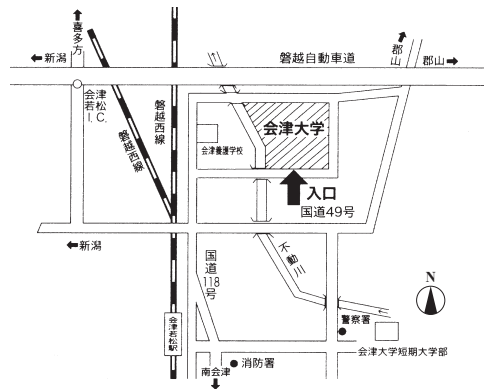 喜多方
新潟
磐越自動車道
郡山
郡山
会津
若松
I.C.
磐越西線
磐越西線
会津大学
会津養護学校
入口
国道49号
新潟
国道118号
不動川
N
会津若松駅
警察署
会津大学短期大学部
消防署
南会津